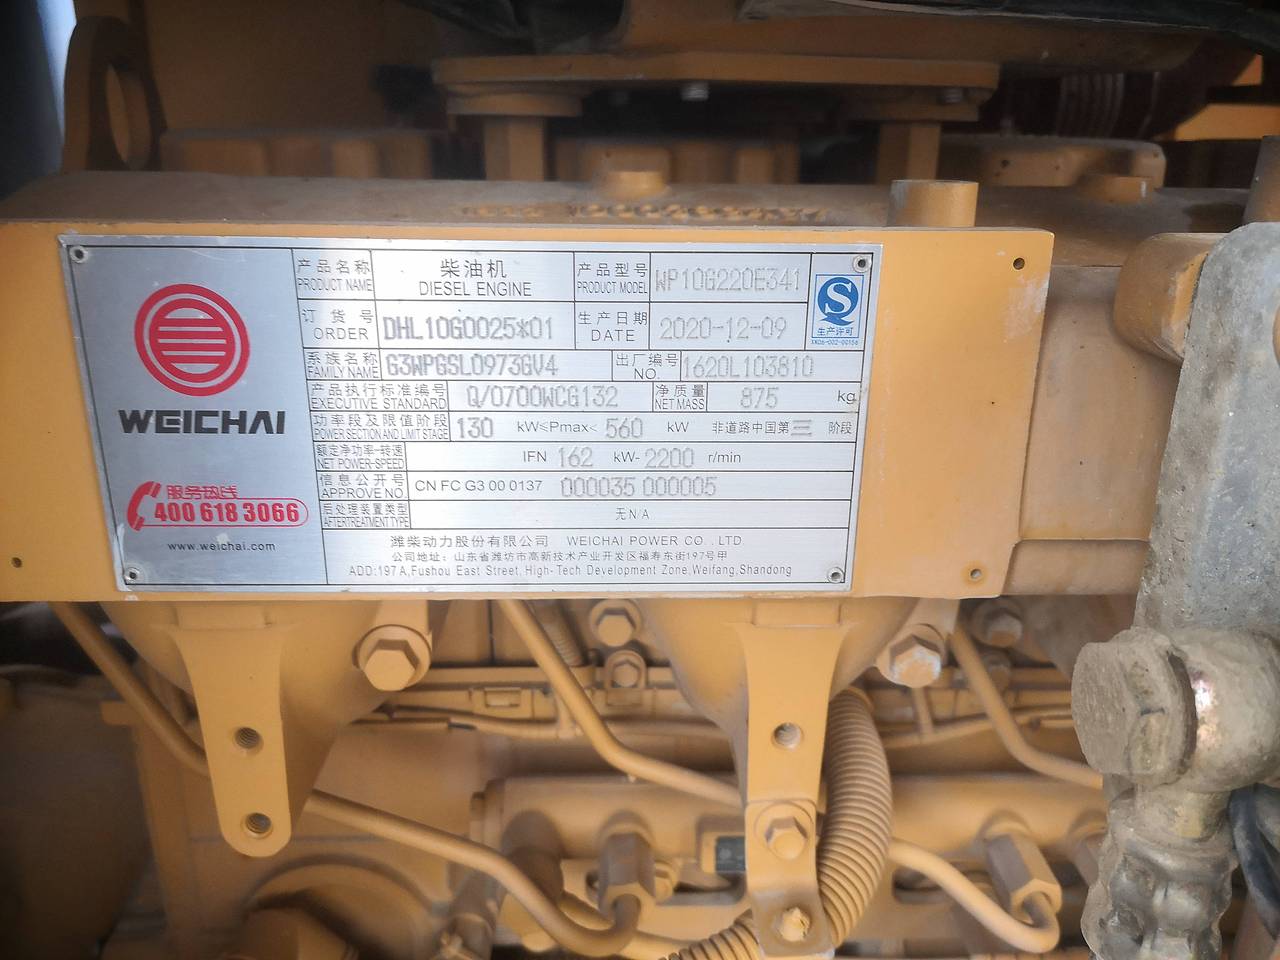 产品名称 柴油机 产品型号 WP10G220E341
PRODUCT NAME DIESEL ENGINE PRODUCT MODEL
订货号 DHL10G0025*01 生产日期 2020-12-09
ORDER DATE
生产许可
XK06-002-00156
系族名称 G3WPGSL0973GV4 出厂编号 1620L103810
FAMILY NAME NO.
产品执行标准编号 Q/0700WCG132 净质量 875 kg
EXECUTIVE STANDARD NET MASS
功率段及限值阶段 130 kW≤Pmax< 560 kW 非道路中国第三阶段
POWER SECTION AND LIMIT STAGE
额定净功率-转速 IFN 162 kW- 2200 r/min
NET POWER-SPEED
信息公开号 CN FC G3 00 0137 000035 000005
APPROVE NO.
后处理装置类型 无N/A
AFTERTREATMENT TYPE
潍柴动力股份有限公司 WEICHAI POWER CO.,LTD.
公司地址：山东省潍坊市高新技术产业开发区福寿东街197号甲
ADD:197 A,Fushou East Street, High-Tech Development Zone,Weifang,Shandong
WEICHAI
服务热线
400 618 3066
www.weichai.com